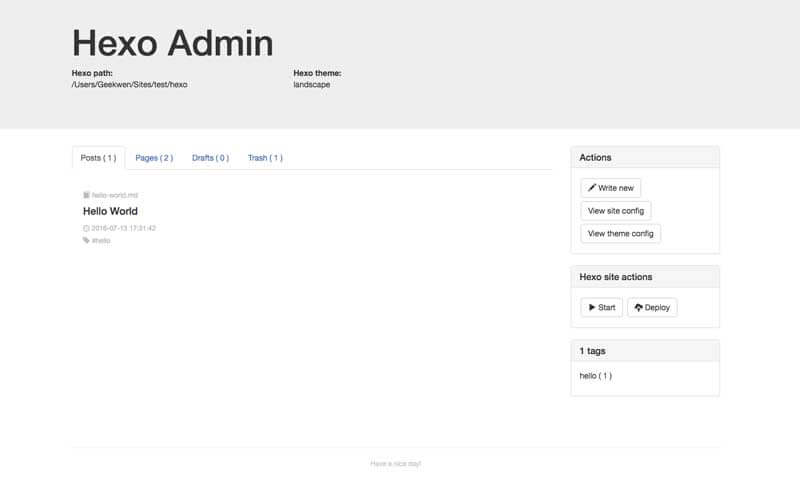 Hexo Admin
Hexo path:
/Users/Geekwen/Sites/test/hexo
Hexo theme:
landscape
Posts ( 1 )
Pages ( 2 )
Drafts ( 0 )
Trash ( 1 )
hello-world.md
Hello World
2016-07-13 17:31:42
#hello
Actions
Write new
View site config
View theme config
Hexo site actions
Start
Deploy
1 tags
hello ( 1 )
Have a nice day!